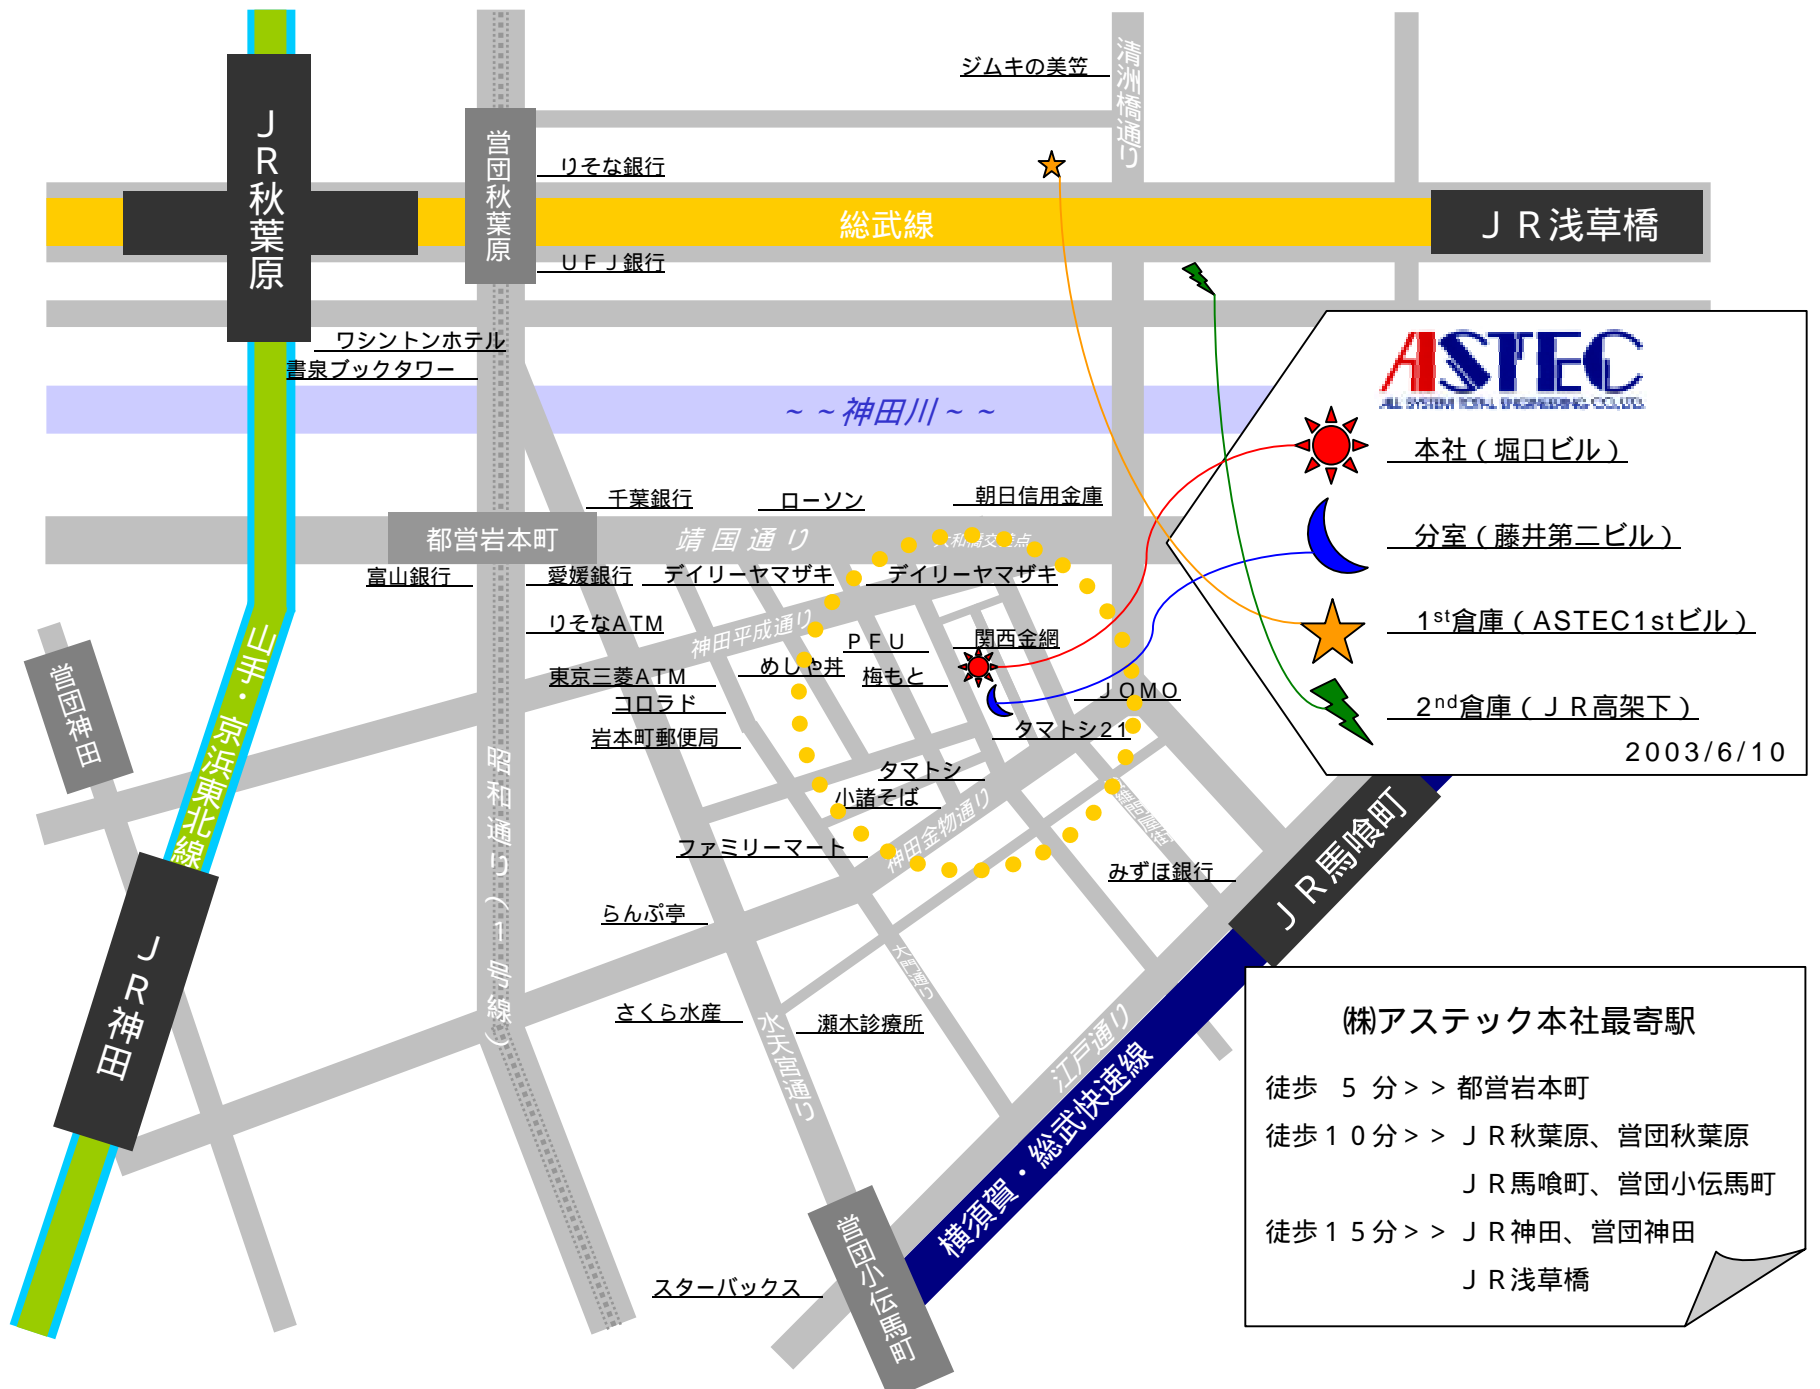 ジムキの美笠
清洲橋通り
ＪＲ秋葉原
営団秋葉原
りそな銀行
総武線
ＪＲ浅草橋
ＵＦＪ銀行
ワシントンホテル
書泉ブックタワー
～～神田川～～
ASTEC
ALL SYSTEM TOTAL ENGINEERING CO.,LTD.
本社（堀口ビル）
分室（藤井第二ビル）
1st倉庫（ASTEC1stビル）
2nd倉庫（ＪＲ高架下）
2003/6/10
千葉銀行
ローソン
朝日信用金庫
都営岩本町
靖国通り
富山銀行
愛媛銀行
デイリーヤマザキ
デイリーヤマザキ
りそなATM
神田平成通り
ＰＦＵ
関西金網
めしや丼
梅もと
東京三菱ATM
コロラド
岩本町郵便局
ＪＯＭＯ
タマトシ21
タマトシ
小諸そば
神田金物通り
ファミリーマート
みずほ銀行
営団神田
山手・京浜東北線
昭和通り(1号線)
らんぷ亭
大門通り
さくら水産
瀬木診療所
水天宮通り
江戸通り
ＪＲ馬喰町
ＪＲ神田
横須賀・総武快速線
営団小伝馬町
スターバックス
㈱アステック本社最寄駅
徒歩　5　分>>都営岩本町
徒歩１０分>>ＪＲ秋葉原、営団秋葉原
ＪＲ馬喰町、営団小伝馬町
徒歩１５分>>ＪＲ神田、営団神田
ＪＲ浅草橋